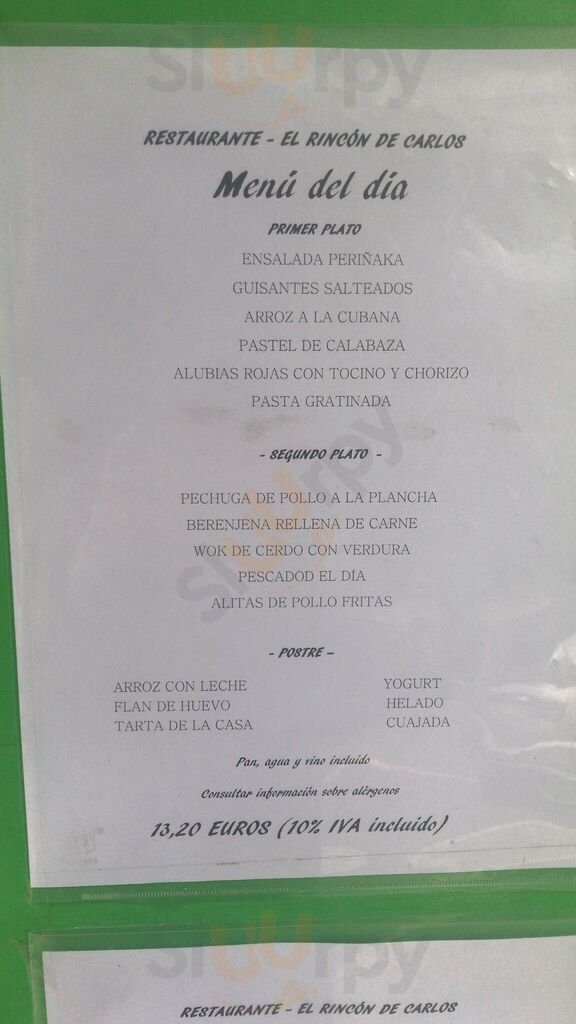 sluurpy
RESTAURANTE - EL RINCÓN DE CARLOS
Menú del día
PRIMER PLATO
ENSALADA PERIÑAKA
GUISANTES SALTEADOS
ARROZ A LA CUBANA
PASTEL DE CALABAZA
ALUBIAS ROJAS CON TOCINO Y CHORIZO
PASTA GRATINADA
sluurpy
- SEGUNDO PLATO -
PECHUGA DE POLLO A LA PLANCHA
BERENJENA RELLENA DE CARNE
WOK DE CERDO CON VERDURA
PESCADOD EL DÍA
ALITAS DE POLLO FRITAS
- POSTRE –
ARROZ CON LECHE YOGURT
FLAN DE HUEVO HELADO
TARTA DE LA CASA CUAJADA
Pan, agua y vino incluido
Consultar información sobre alérgenos
13,20 EUROS (10% IVA incluido)
sluurpy
RESTAURANTE - EL RINCÓN DE CARLOS